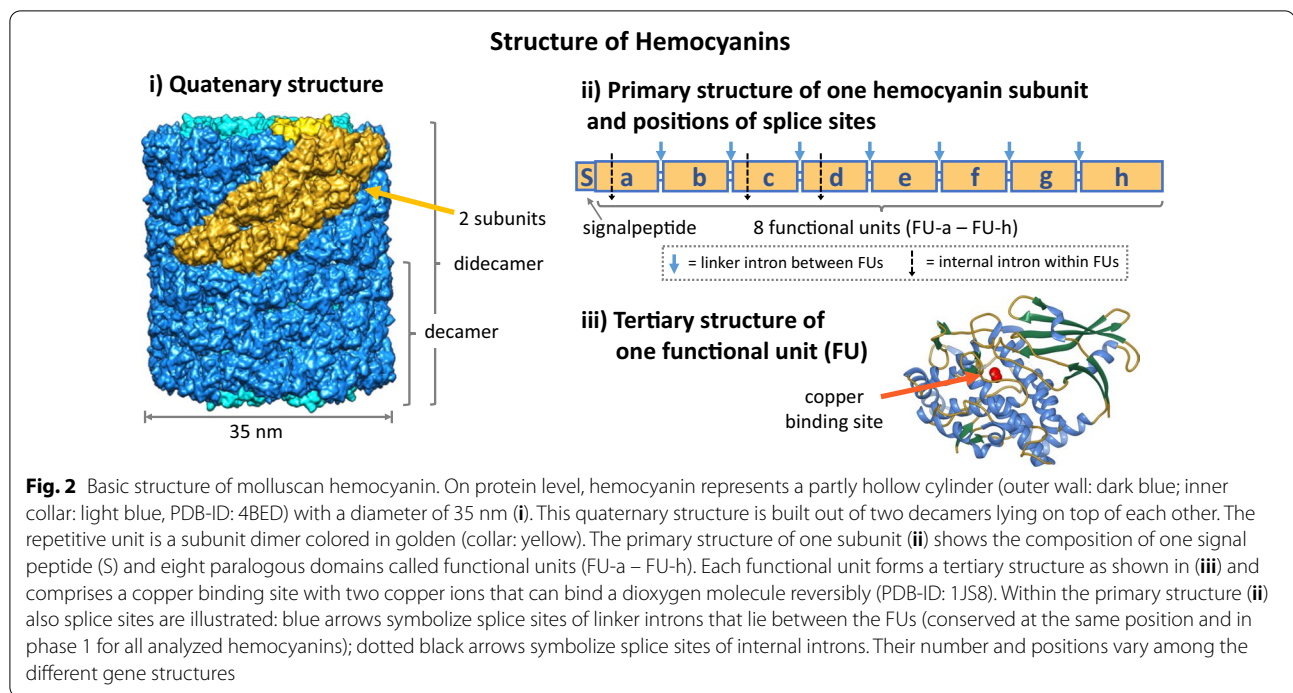 Structure of Hemocyanins
i) Quatenary structure
2 subunits
didecamer
decamer
35 nm
ii) Primary structure of one hemocyanin subunit
and positions of splice sites
S a b c d e f g h
signalpeptide
8 functional units (FU-a – FU-h)
= linker intron between FUs
= internal intron within FUs
iii) Tertiary structure of
one functional unit (FU)
copper
binding site
Fig. 2 Basic structure of molluscan hemocyanin. On protein level, hemocyanin represents a partly hollow cylinder (outer wall: dark blue; inner
collar: light blue, PDB-ID: 4BED) with a diameter of 35 nm (i). This quaternary structure is built out of two decamers lying on top of each other. The
repetitive unit is a subunit dimer colored in golden (collar: yellow). The primary structure of one subunit (ii) shows the composition of one signal
peptide (S) and eight paralogous domains called functional units (FU-a – FU-h). Each functional unit forms a tertiary structure as shown in (iii) and
comprises a copper binding site with two copper ions that can bind a dioxygen molecule reversibly (PDB-ID: 1JS8). Within the primary structure (ii)
also splice sites are illustrated: blue arrows symbolize splice sites of linker introns that lie between the FUs (conserved at the same position and in
phase 1 for all analyzed hemocyanins); dotted black arrows symbolize splice sites of internal introns. Their number and positions vary among the
different gene structures